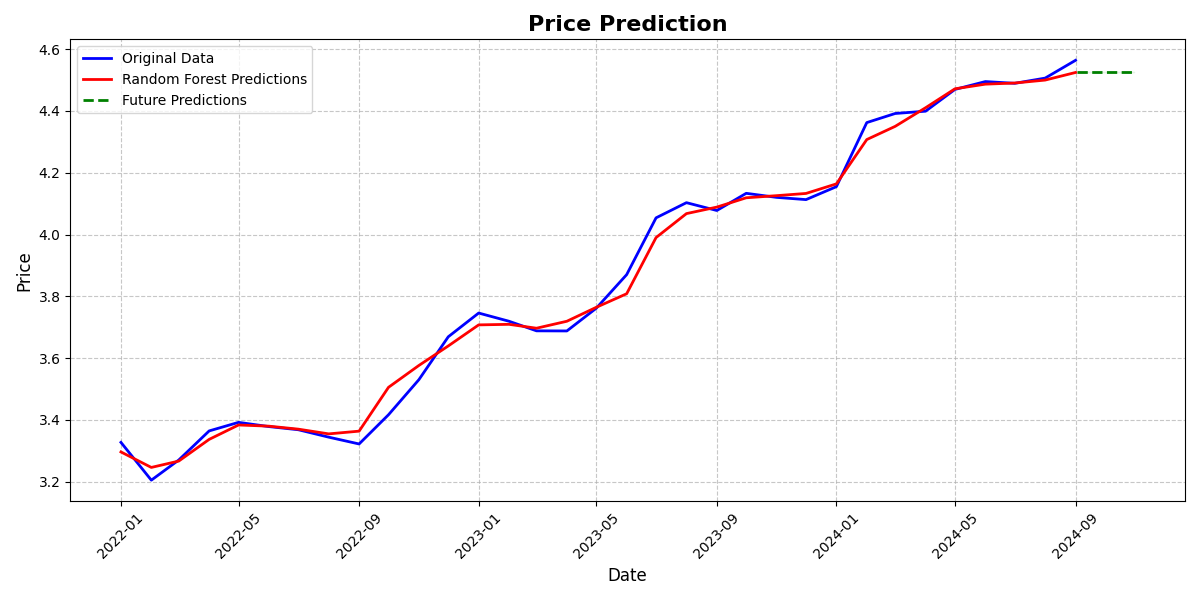 Price Prediction
Original Data
Random Forest Predictions
Future Predictions
Price
4.6
4.4
4.2
4.0
3.8
3.6
3.4
3.2
2022-01
2022-05
2022-09
2023-01
2023-05
2023-09
2024-01
2024-05
2024-09
Date